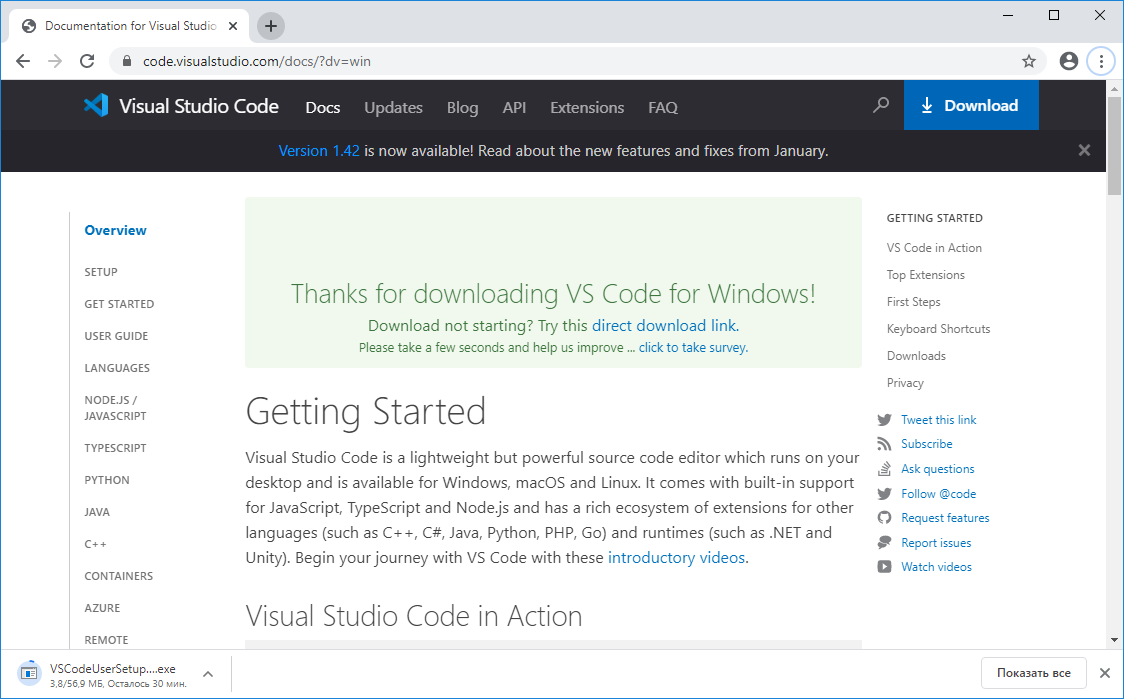 Documentation for Visual Studio
code.visualstudio.com/docs/?dv=win
Visual Studio Code
Docs
Updates
Blog
API
Extensions
FAQ
Download
Version 1.42 is now available! Read about the new features and fixes from January.
Overview
SETUP
GET STARTED
USER GUIDE
LANGUAGES
NODE.JS /
JAVASCRIPT
TYPESCRIPT
PYTHON
JAVA
C++
CONTAINERS
AZURE
REMOTE
Thanks for downloading VS Code for Windows!
Download not starting? Try this direct download link.
Please take a few seconds and help us improve ... click to take survey.
Getting Started
Visual Studio Code is a lightweight but powerful source code editor which runs on your
desktop and is available for Windows, macOS and Linux. It comes with built-in support
for JavaScript, TypeScript and Node.js and has a rich ecosystem of extensions for other
languages (such as C++, C#, Java, Python, PHP, Go) and runtimes (such as .NET and
Unity). Begin your journey with VS Code with these introductory videos.
Visual Studio Code in Action
GETTING STARTED
VS Code in Action
Top Extensions
First Steps
Keyboard Shortcuts
Downloads
Privacy
Tweet this link
Subscribe
Ask questions
Follow @code
Request features
Report issues
Watch videos
VSCodeUserSetup....exe
3,8/56,9 МБ, Осталось 30 мин.
Показать все